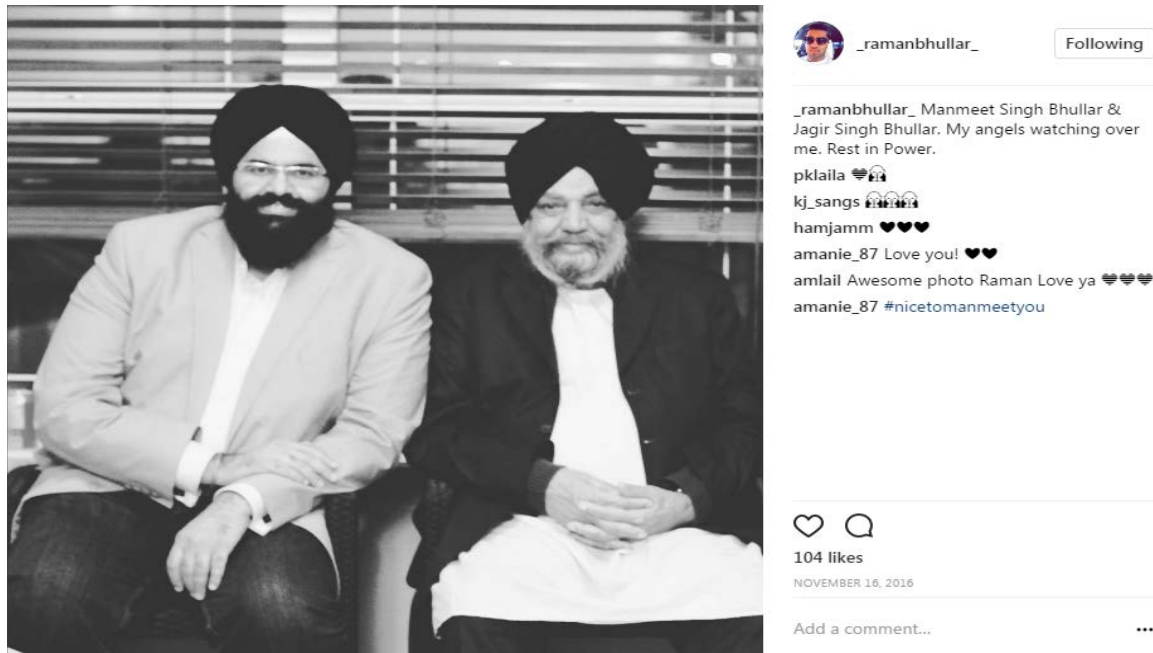 _ramanbhullar_
Following
_ramanbhullar_ Manmeet Singh Bhullar &
Jagir Singh Bhullar. My angels watching over
me. Rest in Power.
pklaila
kj_sangs
hamjamm ♥♥♥
amanie_87 Love you! ♥♥
amlail Awesome photo Raman Love ya
amanie_87 #nicetomanmeetyou
104 likes
NOVEMBER 16, 2016
Add a comment...